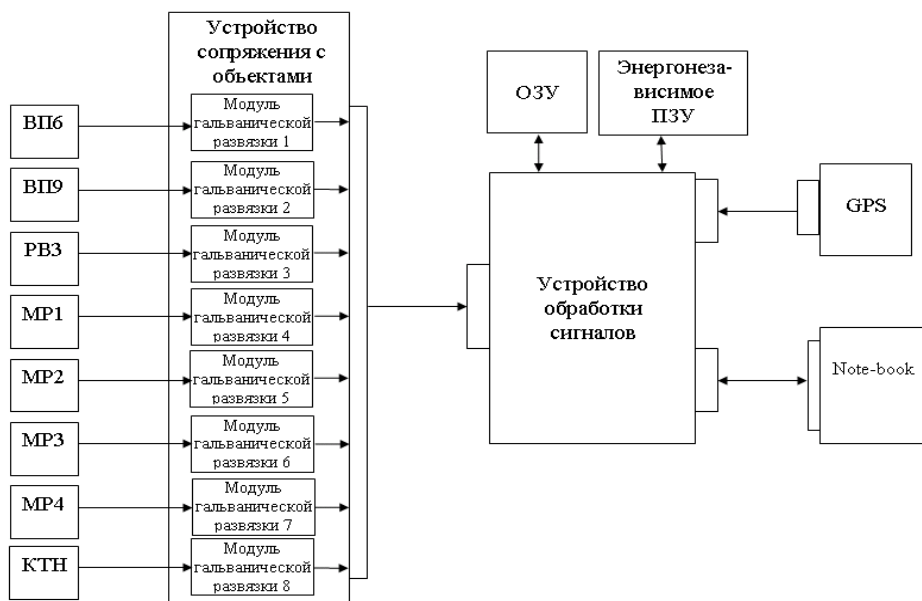 Устройство
сопряжения с
объектами
ВП6
Модуль
гальванической
развязки 1
ВП9
Модуль
гальванической
развязки 2
РВ3
Модуль
гальванической
развязки 3
МР1
Модуль
гальванической
развязки 4
МР2
Модуль
гальванической
развязки 5
МР3
Модуль
гальванической
развязки 6
МР4
Модуль
гальванической
развязки 7
КТН
Модуль
гальванической
развязки 8
ОЗУ
Энергонеза-
висимое
ПЗУ
Устройство
обработки
сигналов
GPS
Note-book